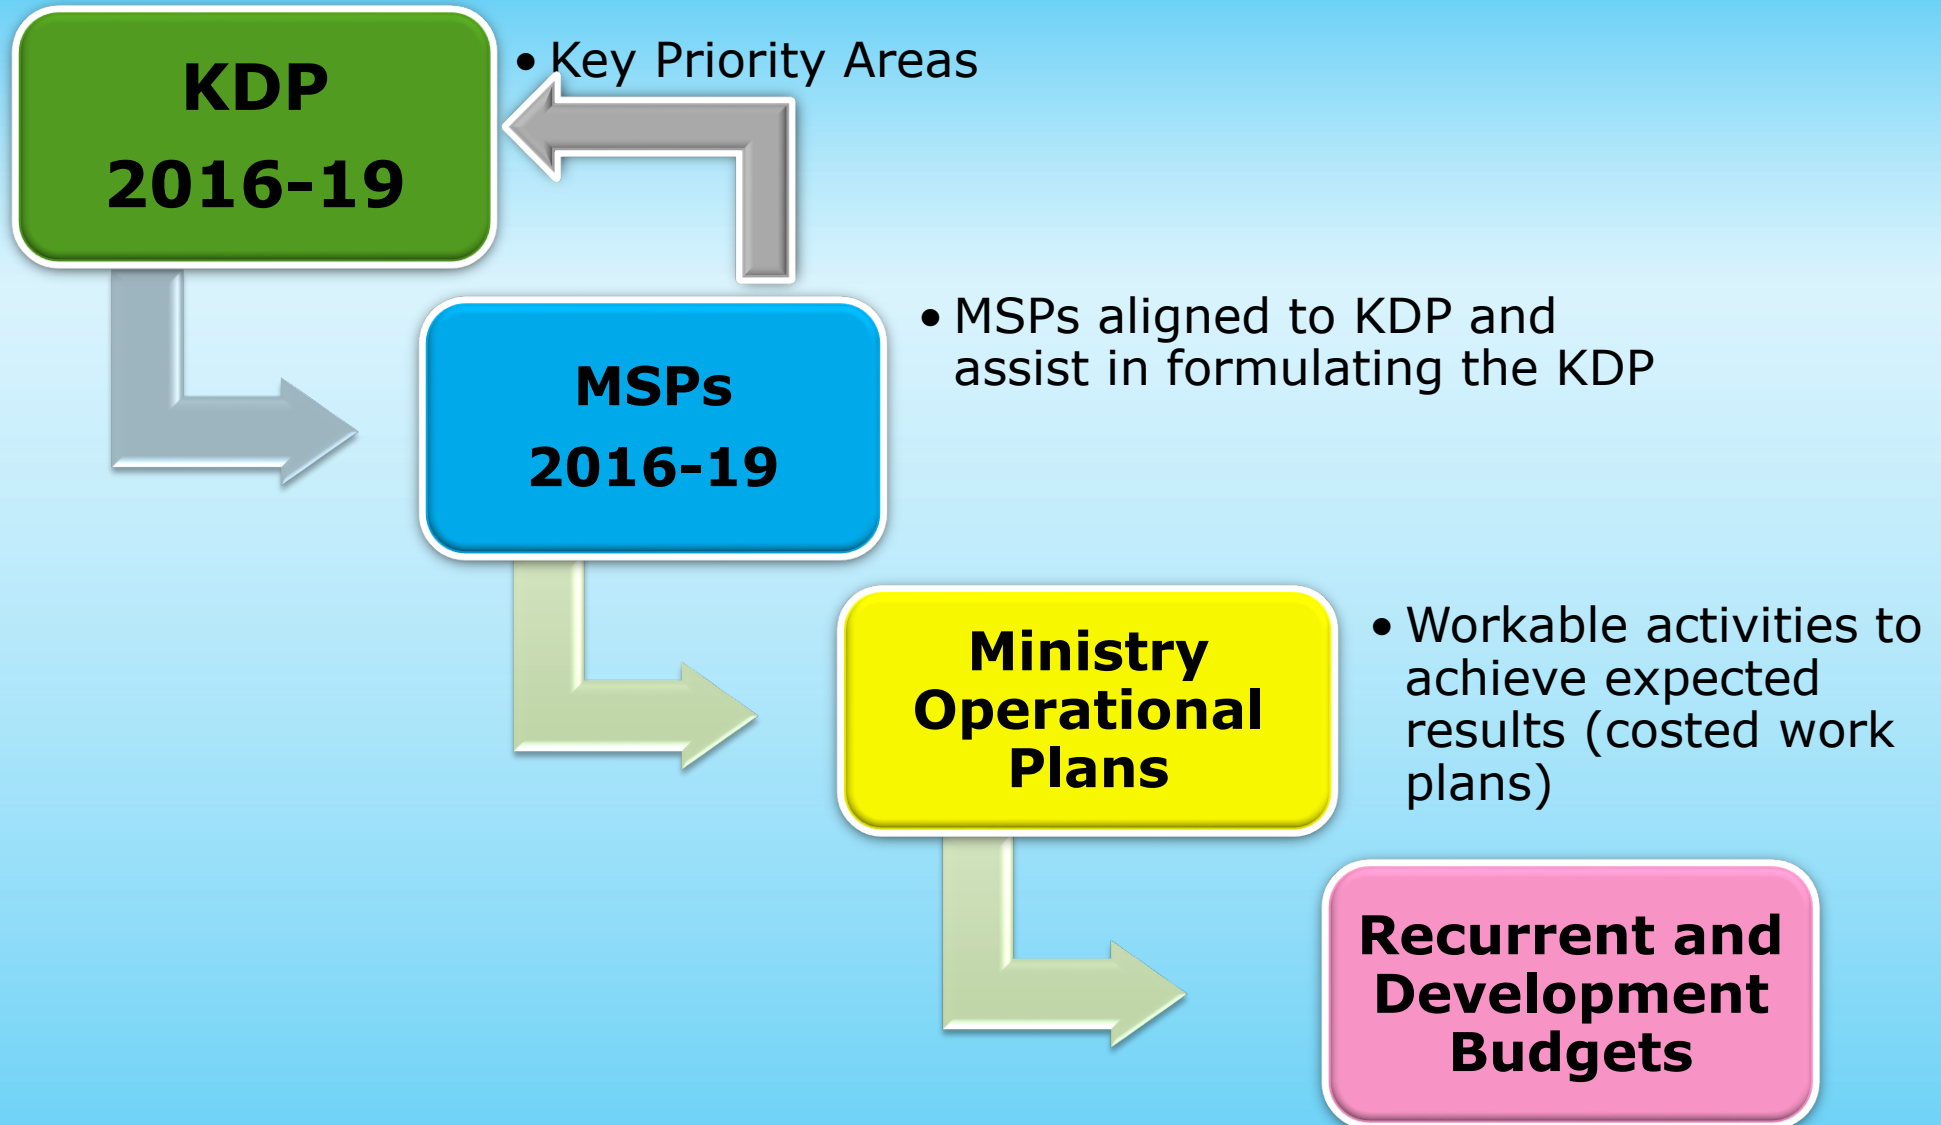 KDP
2016-19
• Key Priority Areas
MSPs
2016-19
• MSPs aligned to KDP and
assist in formulating the KDP
Ministry
Operational
Plans
• Workable activities to
achieve expected
results (costed work
plans)
Recurrent and
Development
Budgets